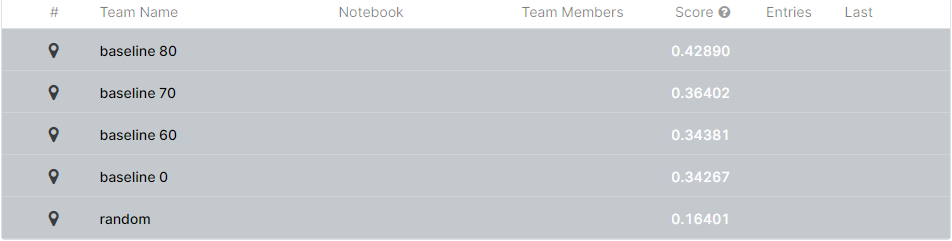 # Team Name Notebook Team Members Score ? Entries Last
baseline 80 0.42890
baseline 70 0.36402
baseline 60 0.34381
baseline 0 0.34267
random 0.16401